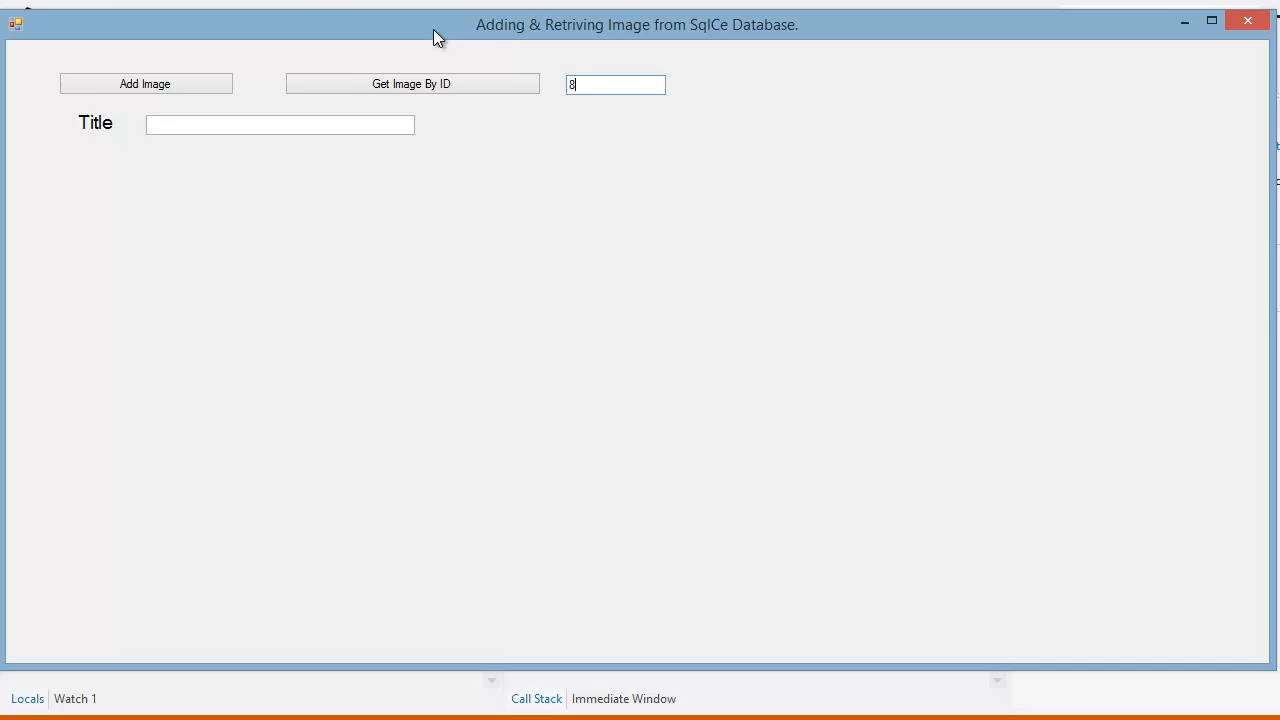 Adding & Retriving Image from SqlCe Database.
Add Image
Get Image By ID
8
Title
Locals
Watch 1
Call Stack
Immediate Window